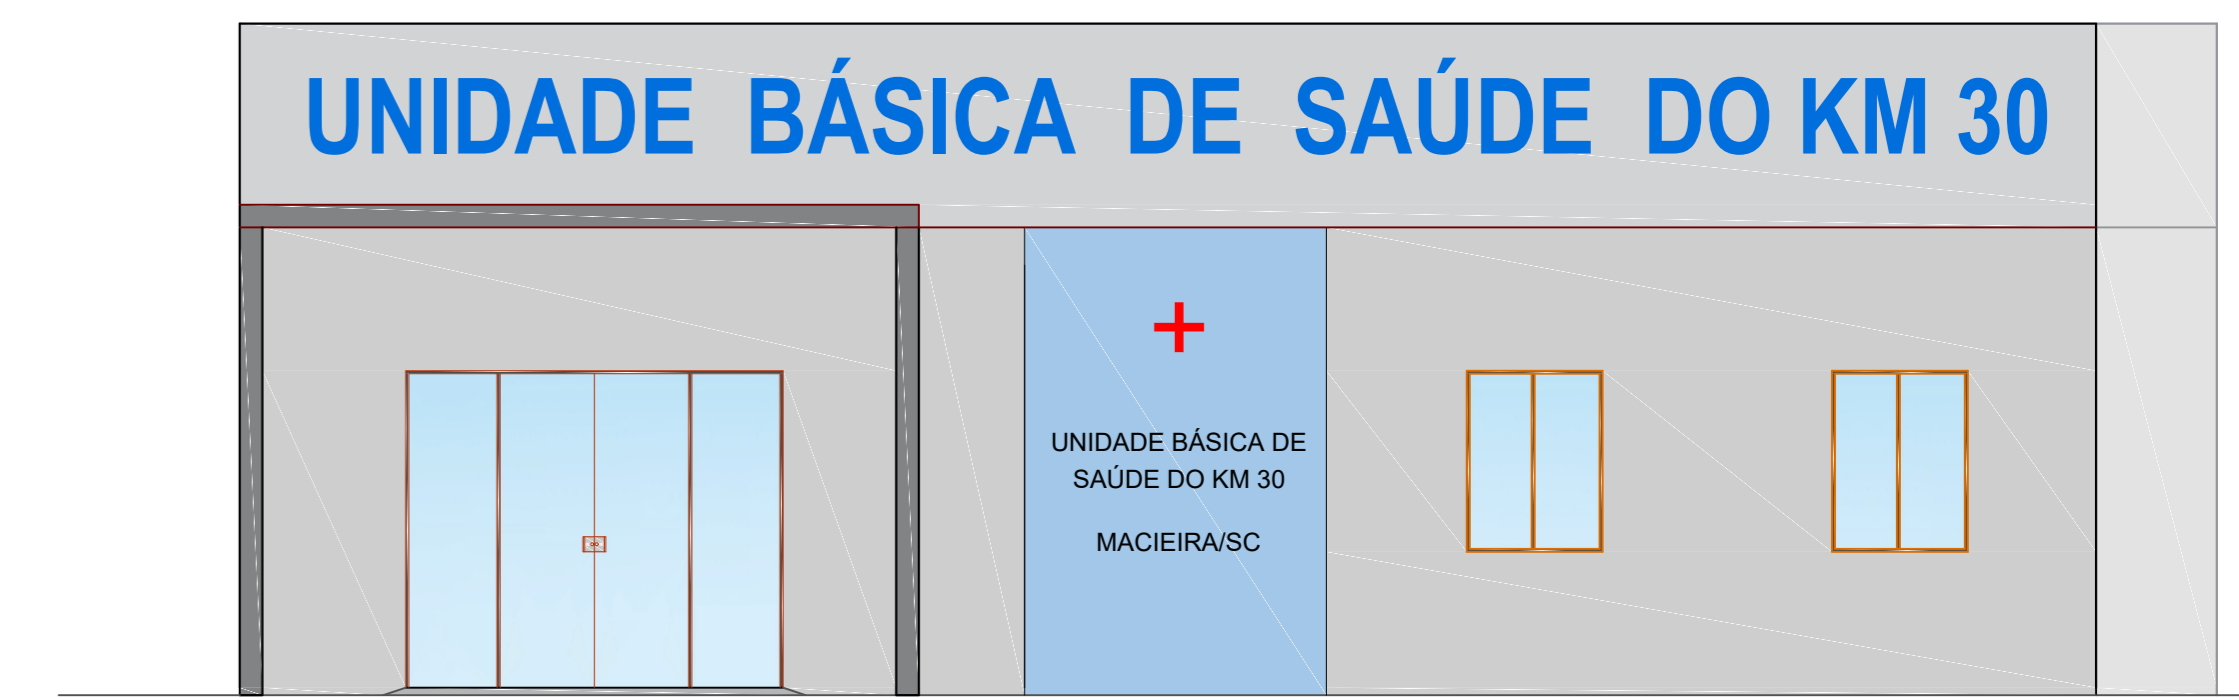 UNIDADE BÁSICA DE SAÚDE DO KM 30
UNIDADE BÁSICA DE
SAÚDE DO KM 30
MACIEIRA/SC